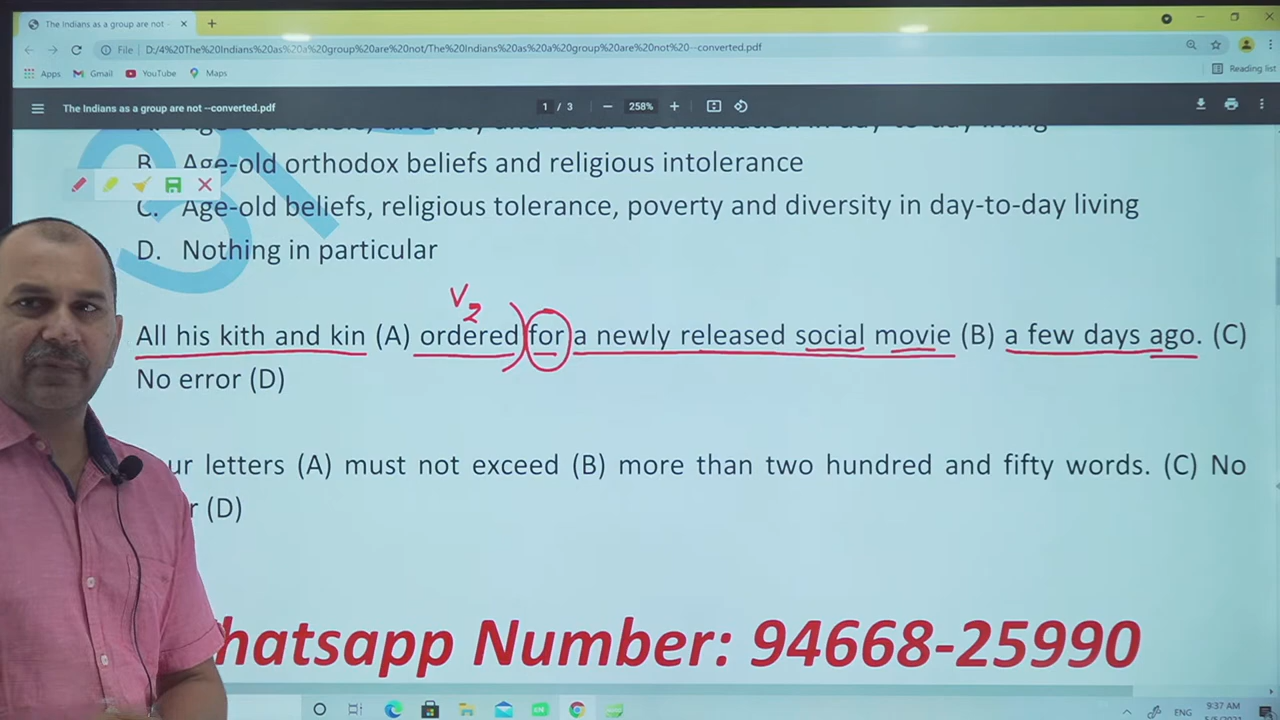 The Indians as a group are not -
File D:/4%20The%20Indians%20as%20a%20group%20are%20not/The%20Indians%20as%20a%20group%20are%20not%20--converted.pdf
Apps Gmail YouTube Maps Reading list
The Indians as a group are not --converted.pdf 1 / 3 258%
B. Age-old orthodox beliefs and religious intolerance
C. Age-old beliefs, religious tolerance, poverty and diversity in day-to-day living
D. Nothing in particular
V2
All his kith and kin (A) ordered for a newly released social movie (B) a few days ago. (C)
No error (D)
letters (A) must not exceed (B) more than two hundred and fifty words. (C) No
(D)
hatsapp Number: 94668-25990
ENG 9:37 AM